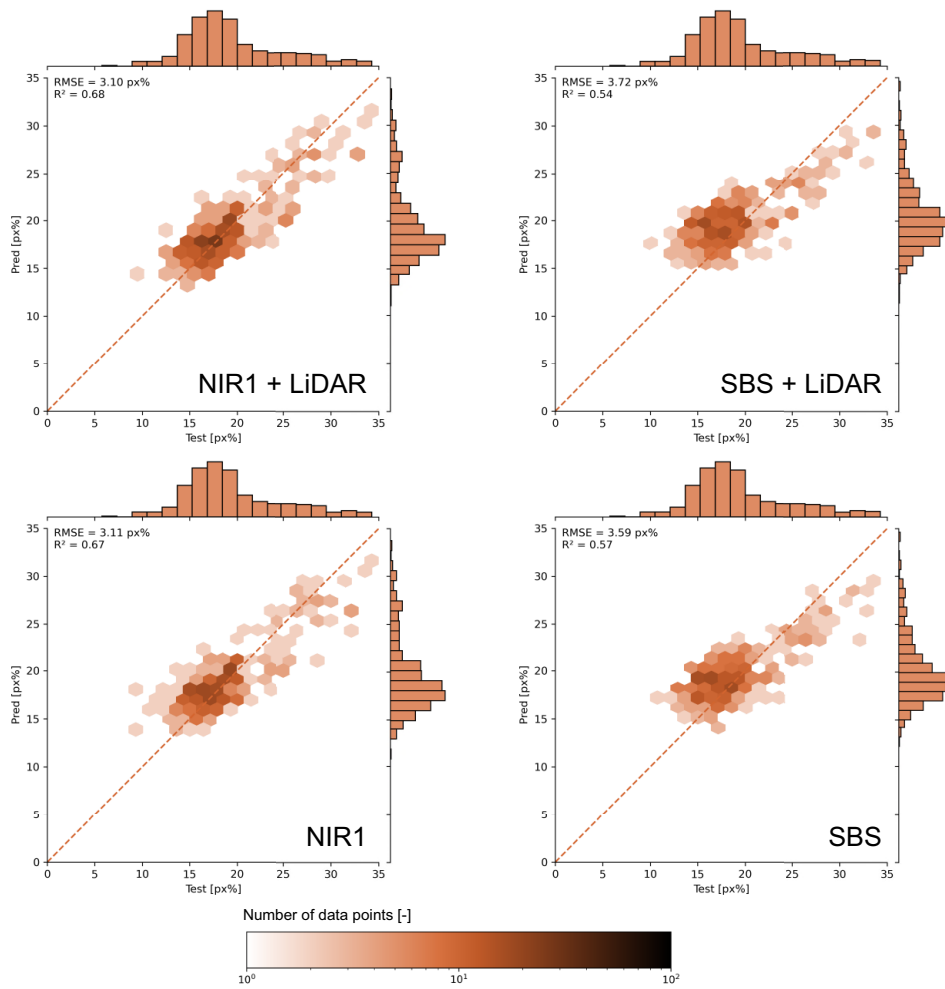 RMSE = 3.10 px%
R² = 0.68
35
30
25
20
15
10
5
0
Pred [px%]
NIR1 + LiDAR
0 5 10 15 20 25 30 35
Test [px%]
RMSE = 3.72 px%
R² = 0.54
35
30
25
20
15
10
5
0
Pred [px%]
SBS + LiDAR
0 5 10 15 20 25 30 35
Test [px%]
RMSE = 3.11 px%
R² = 0.67
35
30
25
20
15
10
5
0
Pred [px%]
NIR1
0 5 10 15 20 25 30 35
Test [px%]
RMSE = 3.59 px%
R² = 0.57
35
30
25
20
15
10
5
0
Pred [px%]
SBS
0 5 10 15 20 25 30 35
Test [px%]
Number of data points [-]
10⁰ 10¹ 10²